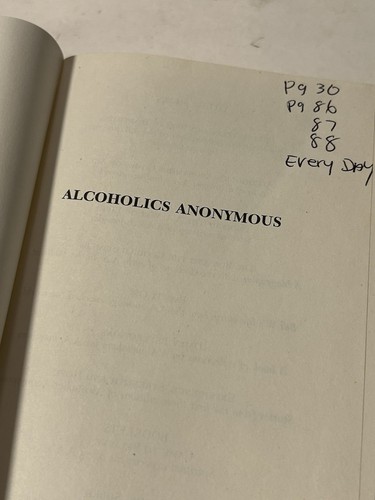 Pg 30
Pg 86
87
88
Every Day
ALCOHOLICS ANONYMOUS